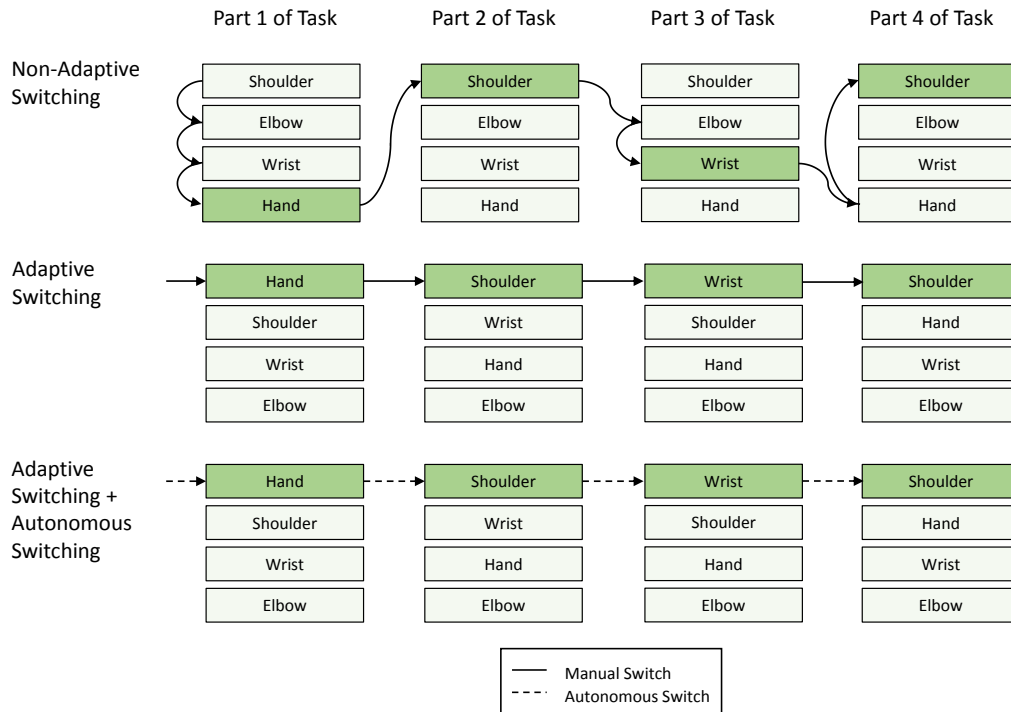 Part 1 of Task Part 2 of Task Part 3 of Task Part 4 of Task
Non-Adaptive
Switching
Shoulder Shoulder Shoulder Shoulder
Elbow Elbow Elbow Elbow
Wrist Wrist Wrist Wrist
Hand Hand Hand Hand
Adaptive
Switching
Hand Shoulder Wrist Shoulder
Shoulder Wrist Shoulder Hand
Wrist Hand Hand Wrist
Elbow Elbow Elbow Elbow
Adaptive
Switching +
Autonomous
Switching
Hand Shoulder Wrist Shoulder
Shoulder Wrist Shoulder Hand
Wrist Hand Hand Wrist
Elbow Elbow Elbow Elbow
Manual Switch
Autonomous Switch